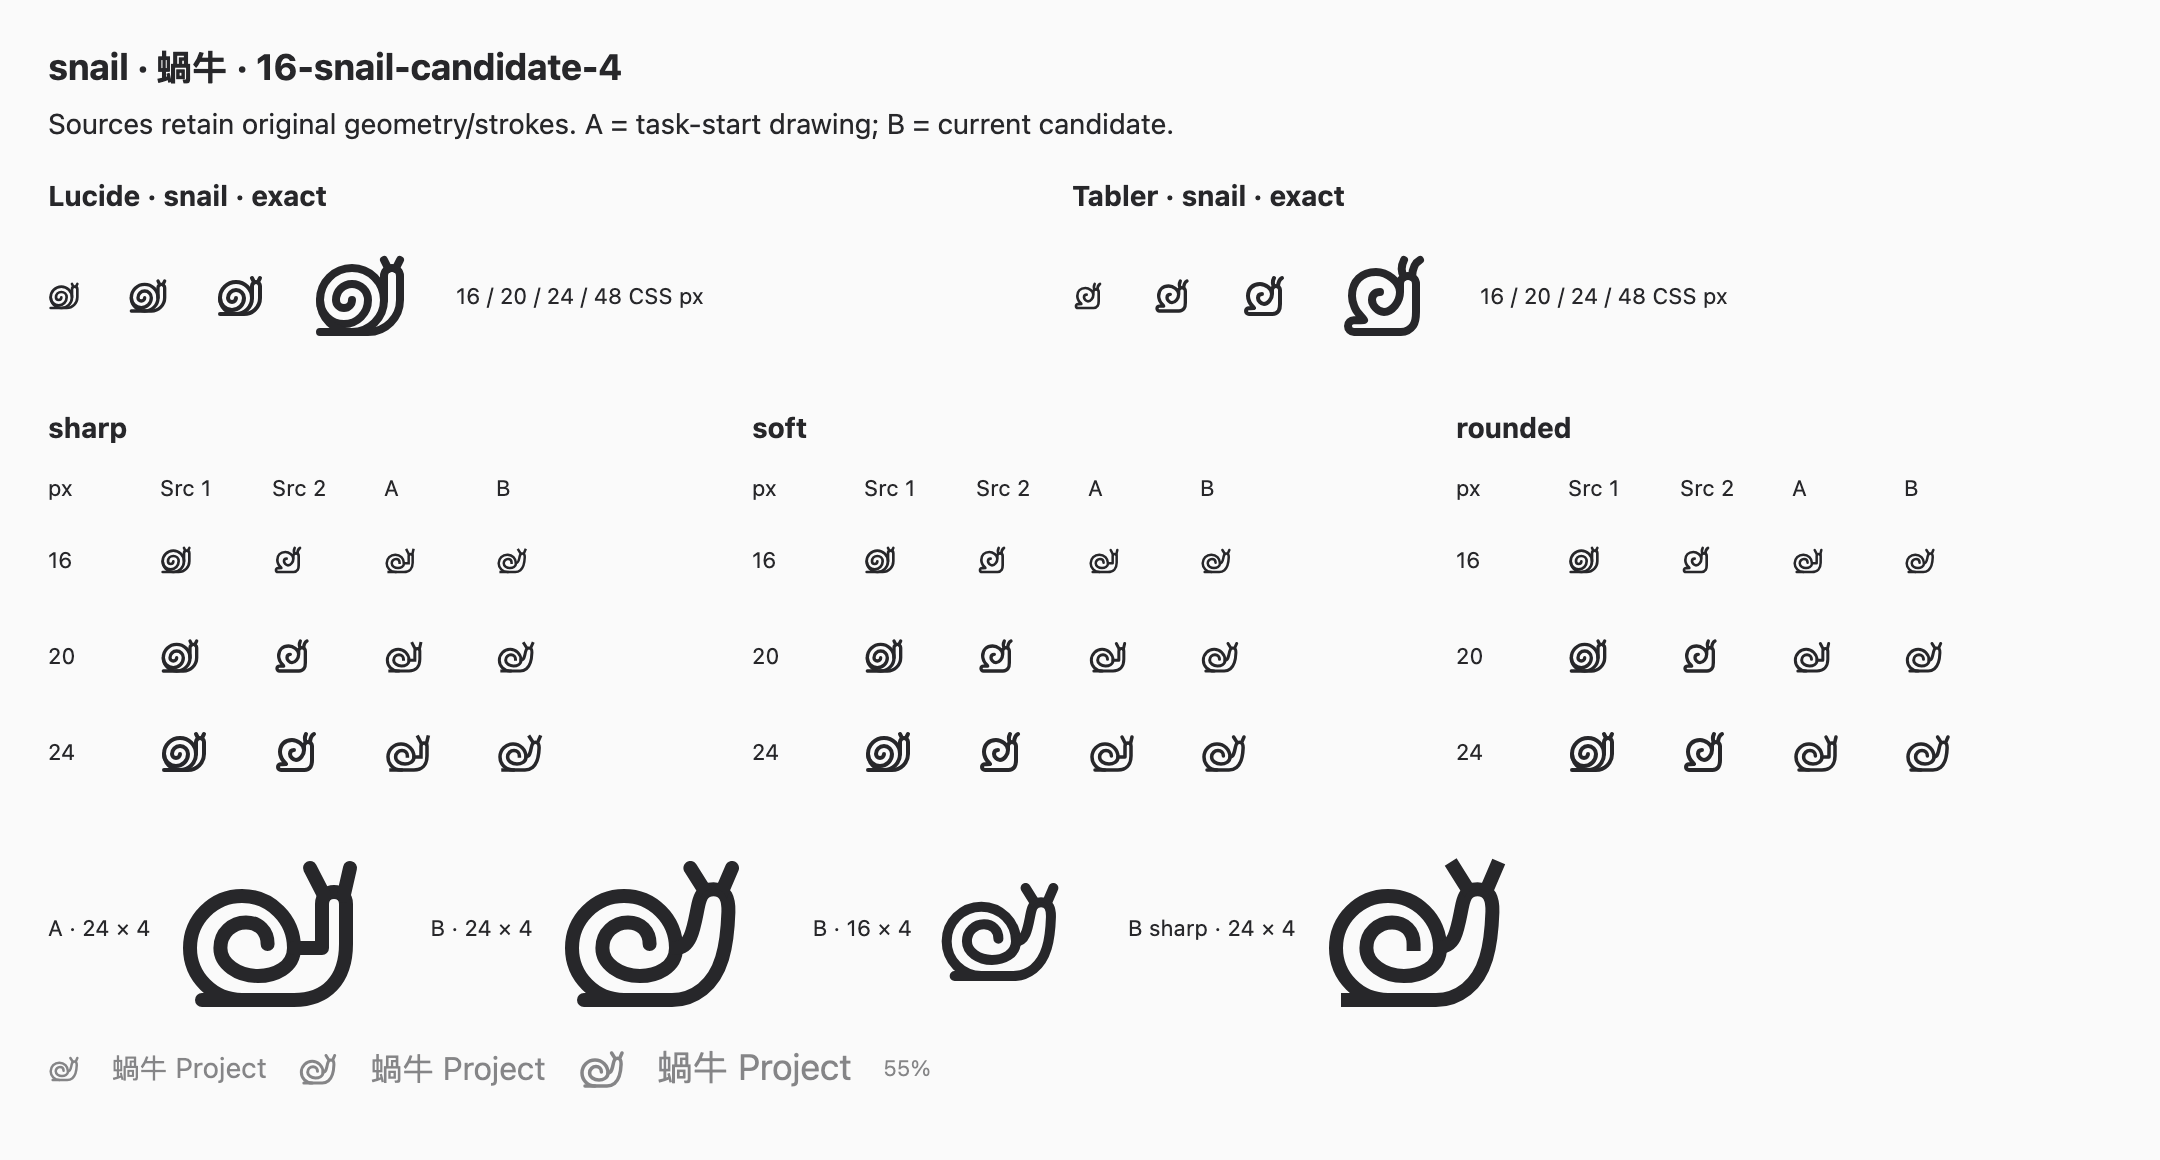 snail · 蝸牛 · 16-snail-candidate-4
Sources retain original geometry/strokes. A = task-start drawing; B = current candidate.
Lucide · snail · exact
16 / 20 / 24 / 48 CSS px
Tabler · snail · exact
16 / 20 / 24 / 48 CSS px
sharp
px Src 1 Src 2 A B
16
20
24
soft
px Src 1 Src 2 A B
16
20
24
rounded
px Src 1 Src 2 A B
16
20
24
A · 24 × 4 B · 24 × 4 B · 16 × 4 B sharp · 24 × 4
蝸牛 Project 蝸牛 Project 蝸牛 Project 55%